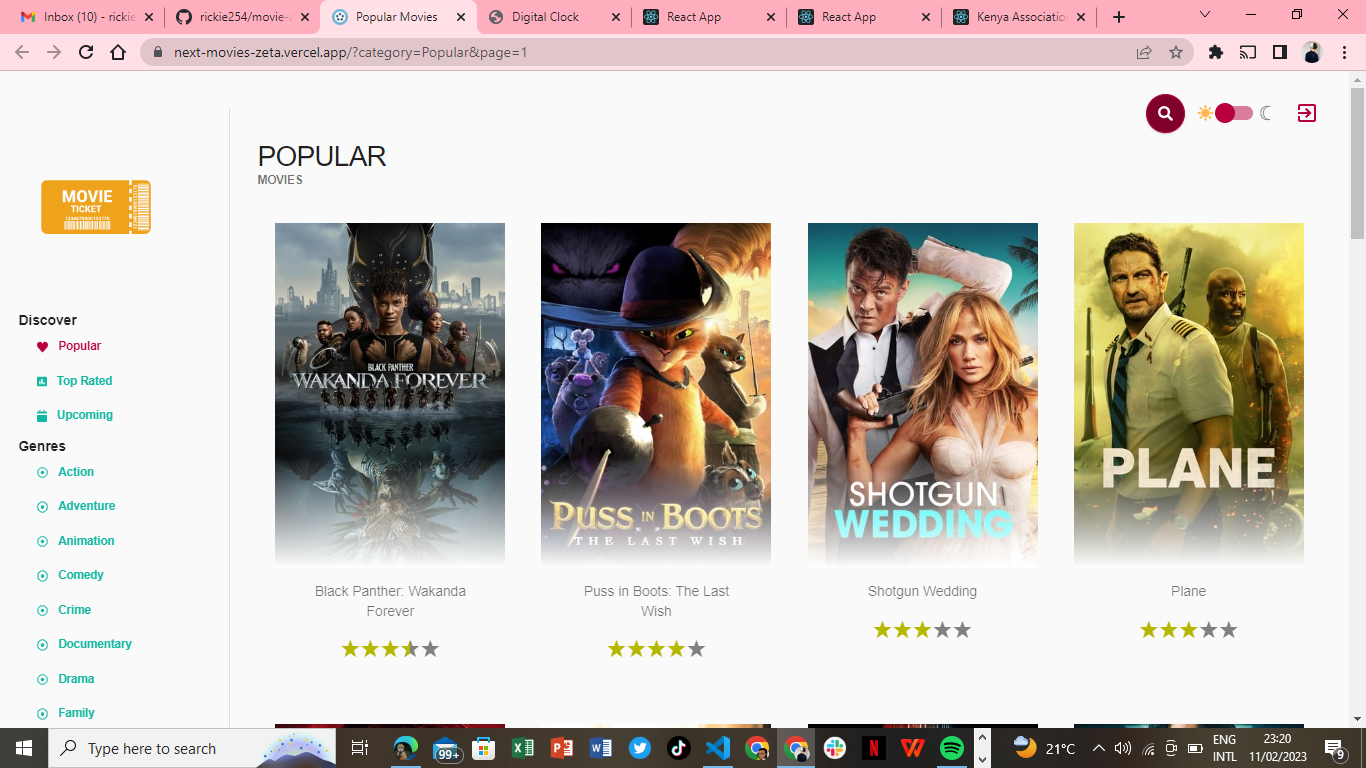 Inbox (10) - rickie
rickie254/movie-
Popular Movies
Digital Clock
React App
React App
Kenya Associatio
next-movies-zeta.vercel.app/?category=Popular&page=1
MOVIE
TICKET
POPULAR
MOVIES
Discover
Popular
Top Rated
Upcoming
Genres
Action
Adventure
Animation
Comedy
Crime
Documentary
Drama
Family
BLACK PANTHER
WAKANDA FOREVER
PUSS IN BOOTS
THE LAST WISH
SHOTGUN
WEDDING
PLANE
Black Panther: Wakanda
Forever
Puss in Boots: The Last
Wish
Shotgun Wedding
Plane
Type here to search
99+
21°C
ENG
INTL
23:20
11/02/2023
9